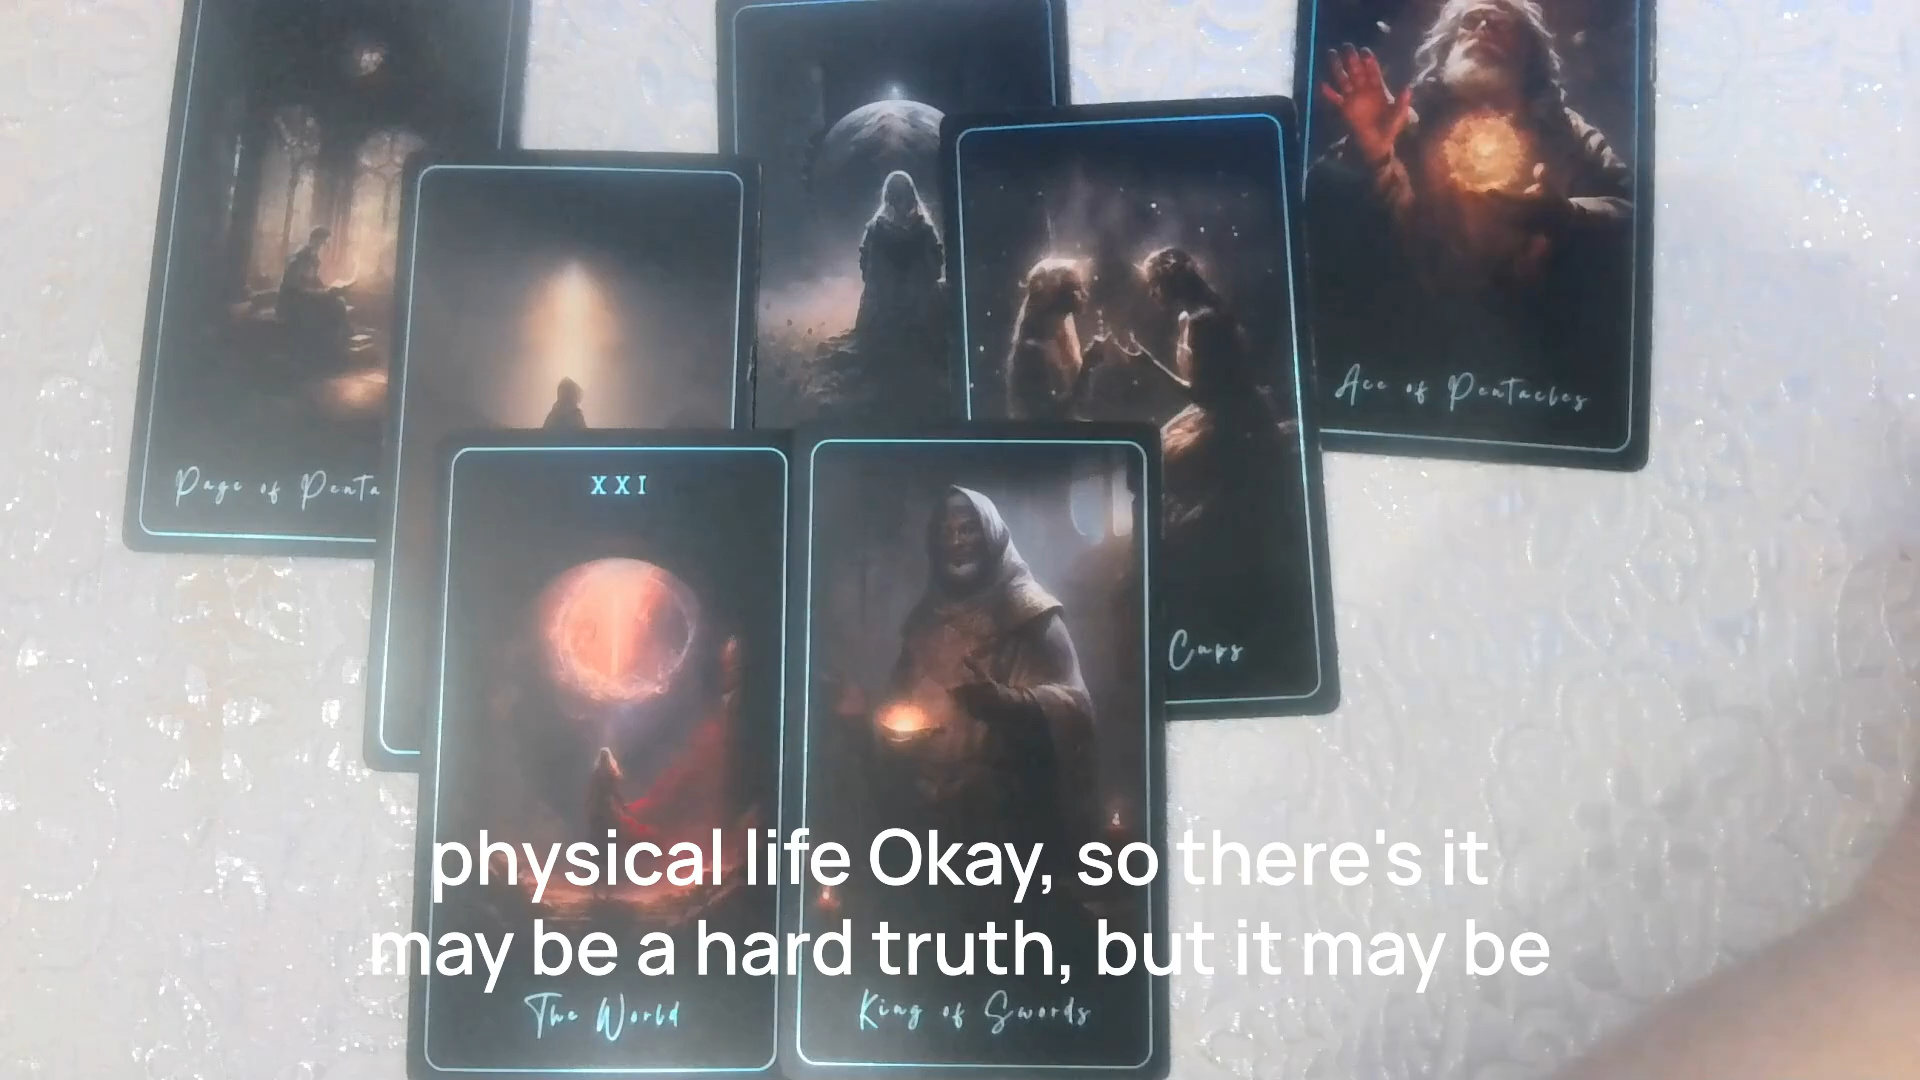 Ace of Pentacles
Page of Penta
XXI
Cups
physical life Okay, so there's it
may be a hard truth, but it may be
The World
King of Swords